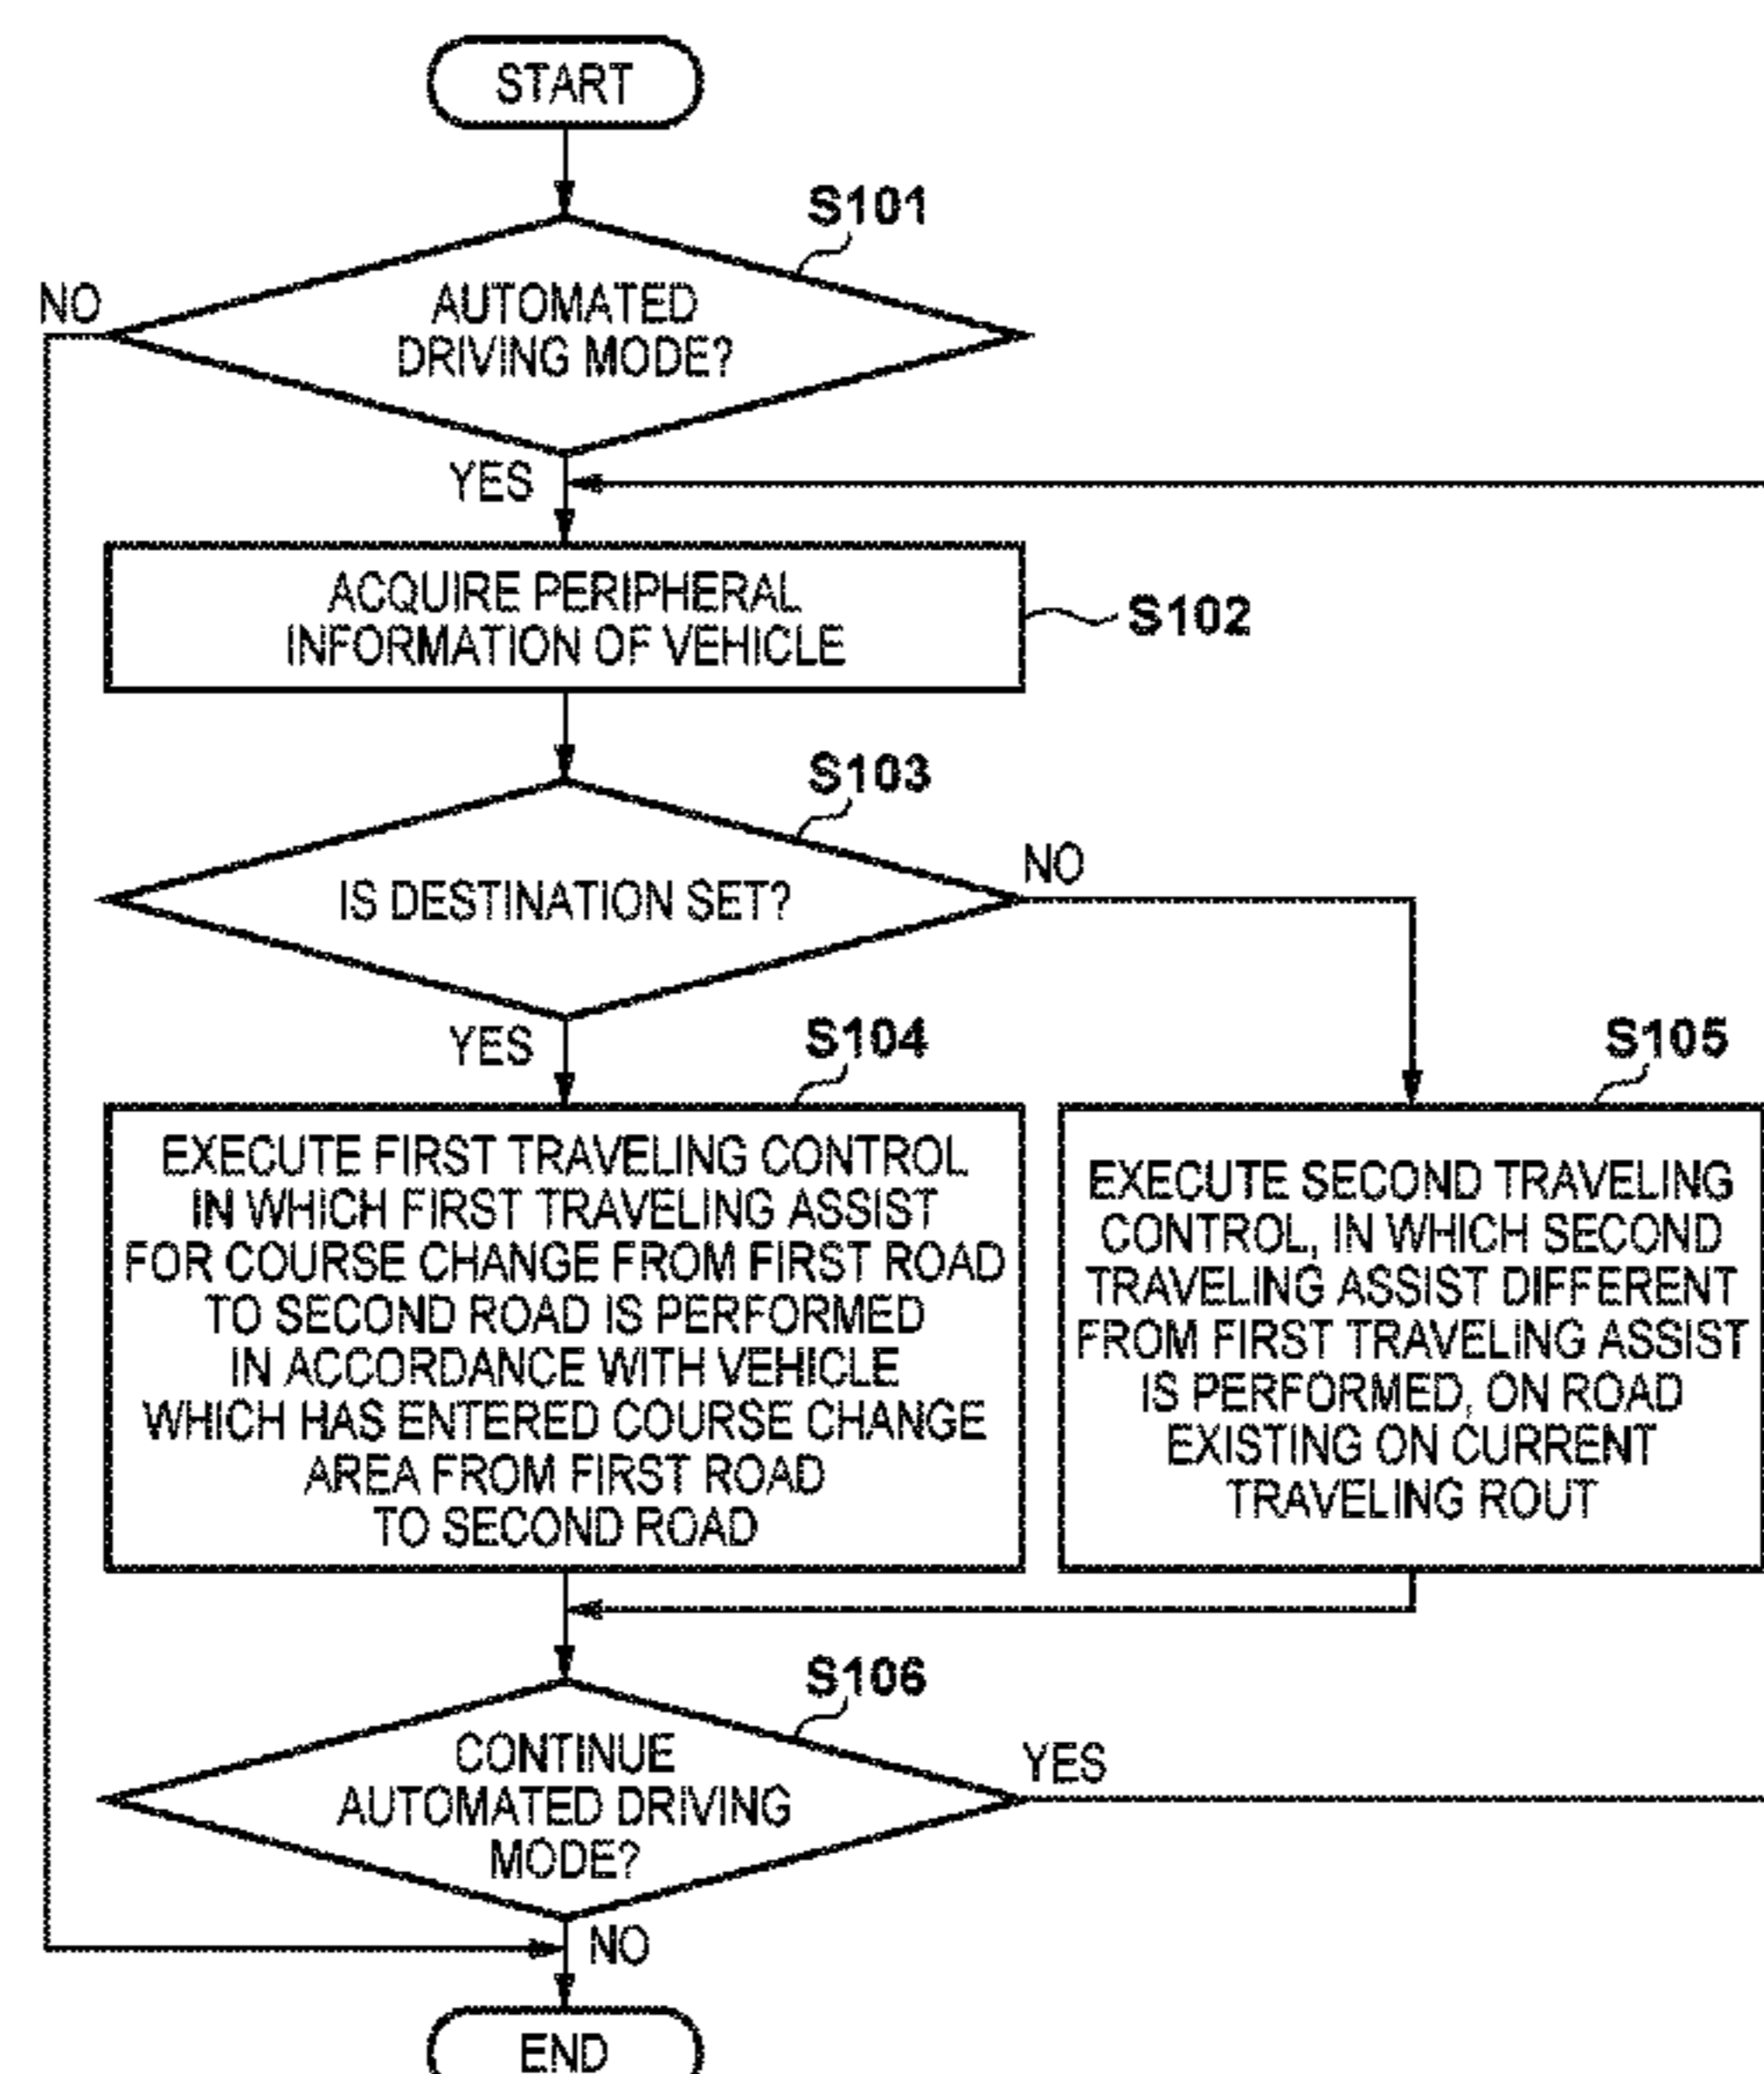 START
S101
NO
AUTOMATED
DRIVING MODE?
YES
ACQUIRE PERIPHERAL
INFORMATION OF VEHICLE
S102
S103
IS DESTINATION SET?
NO
YES
S104
S105
EXECUTE FIRST TRAVELING CONTROL
IN WHICH FIRST TRAVELING ASSIST
FOR COURSE CHANGE FROM FIRST ROAD
TO SECOND ROAD IS PERFORMED
IN ACCORDANCE WITH VEHICLE
WHICH HAS ENTERED COURSE CHANGE
AREA FROM FIRST ROAD
TO SECOND ROAD
EXECUTE SECOND TRAVELING
CONTROL, IN WHICH SECOND
TRAVELING ASSIST DIFFERENT
FROM FIRST TRAVELING ASSIST
IS PERFORMED, ON ROAD
EXISTING ON CURRENT
TRAVELING ROUT
S106
CONTINUE
AUTOMATED DRIVING
MODE?
YES
NO
END